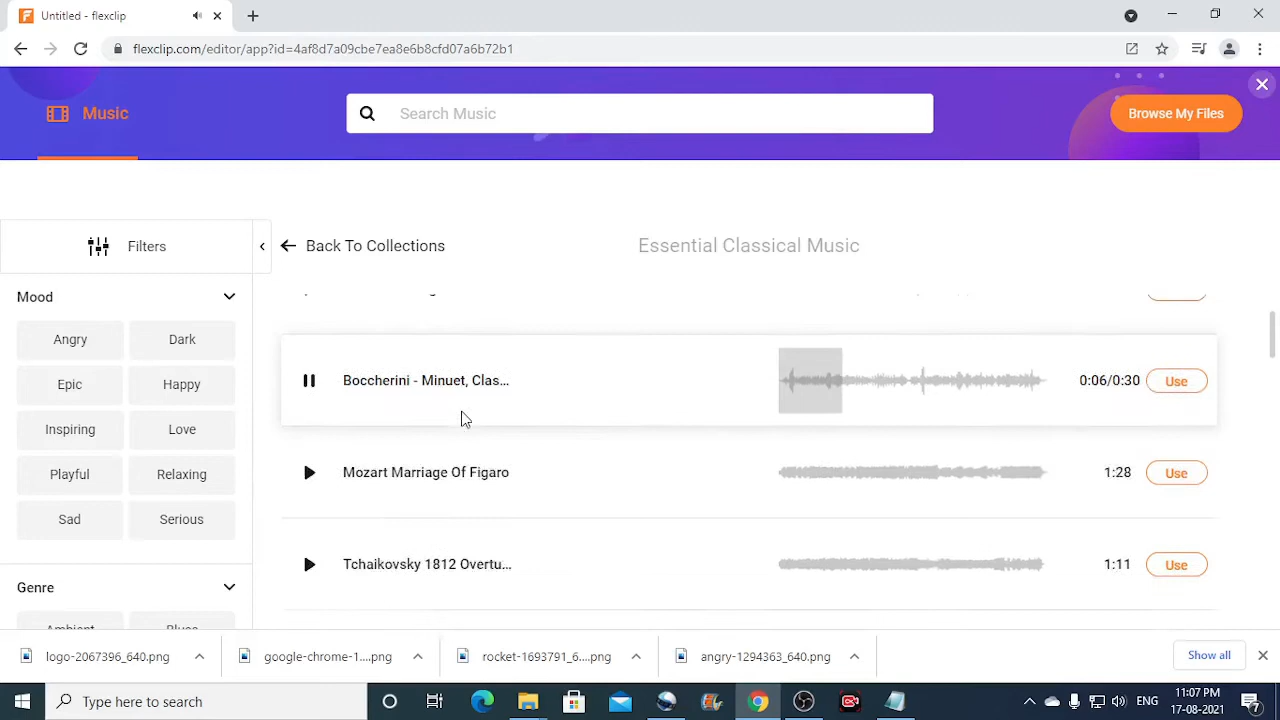 Untitled - flexclip
flexclip.com/editor/app?id=4af8d7a09cbe7ea8e6b8cfd07a6b72b1
Music
Search Music
Browse My Files
Filters
Back To Collections
Essential Classical Music
Mood
Angry
Dark
Epic
Happy
Inspiring
Love
Playful
Relaxing
Sad
Serious
Genre
Ambient
Blues
Boccherini - Minuet, Clas...
0:06/0:30
Use
Mozart Marriage Of Figaro
1:28
Use
Tchaikovsky 1812 Overtu...
1:11
Use
logo-2067396_640.png
google-chrome-1....png
rocket-1693791_6....png
angry-1294363_640.png
Show all
Type here to search
ENG
11:07 PM
17-08-2021
7